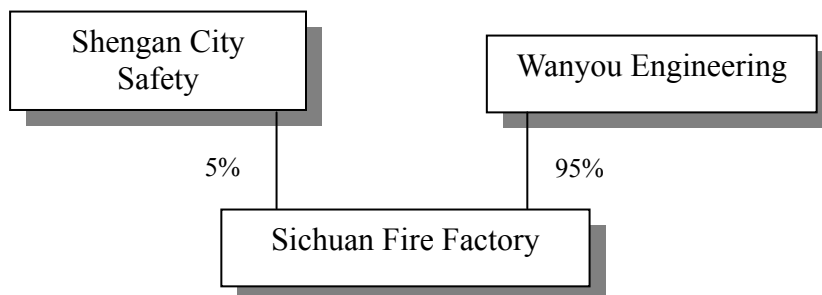 Shengan City
Safety
Wanyou Engineering
5%
95%
Sichuan Fire Factory